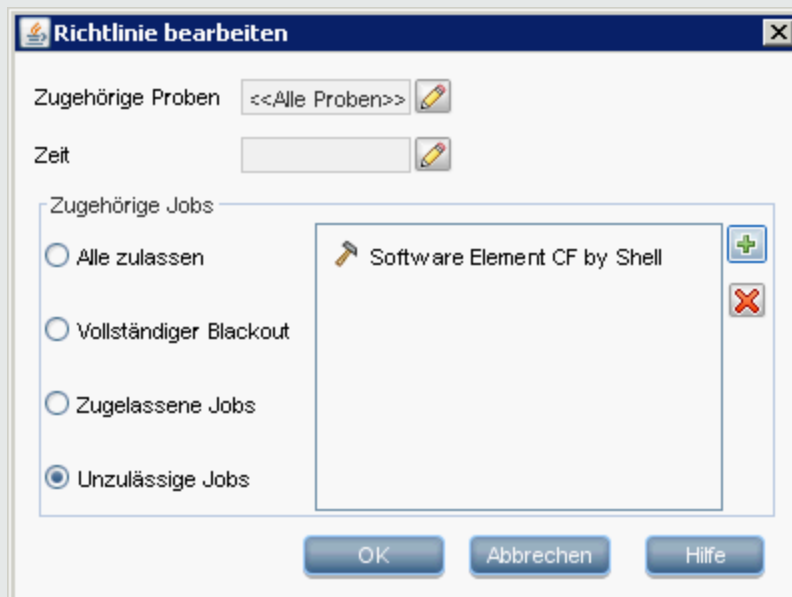 Richtlinie bearbeiten
Zugehörige Proben <<Alle Proben>>
Zeit
Zugehörige Jobs
Alle zulassen
Software Element CF by Shell
Vollständiger Blackout
Zugelassene Jobs
Unzulässige Jobs
OK Abbrechen Hilfe